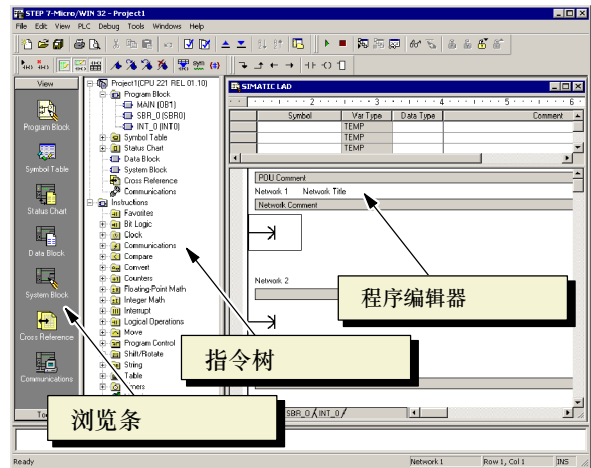 STEP 7-Micro/WIN 32 - Project1
File Edit View PLC Debug Tools Windows Help
View
Program Block
Symbol Table
Status Chart
Data Block
System Block
Cross Reference
Communications
Project1(CPU 221 REL 01.10)
Program Block
MAIN (OB1)
SBR_0 (SBR0)
INT_0 (INT0)
Symbol Table
Status Chart
Data Block
System Block
Cross Reference
Communications
Instructions
Favorites
Bit Logic
Clock
Communications
Compare
Convert
Counters
Floating-Point Math
Integer Math
Interrupt
Logical Operations
Move
Program Control
Shift/Rotate
String
Table
SIMATIC LAD
2 3 4 5 6
Symbol Var Type Data Type Comment
TEMP
TEMP
TEMP
POU Comment
Network 1 Network Title
Network Comment
Network 2
程序编辑器
指令树
浏览条
SBR_0 INT_0
Ready Network 1 Row 1, Col 1 INS